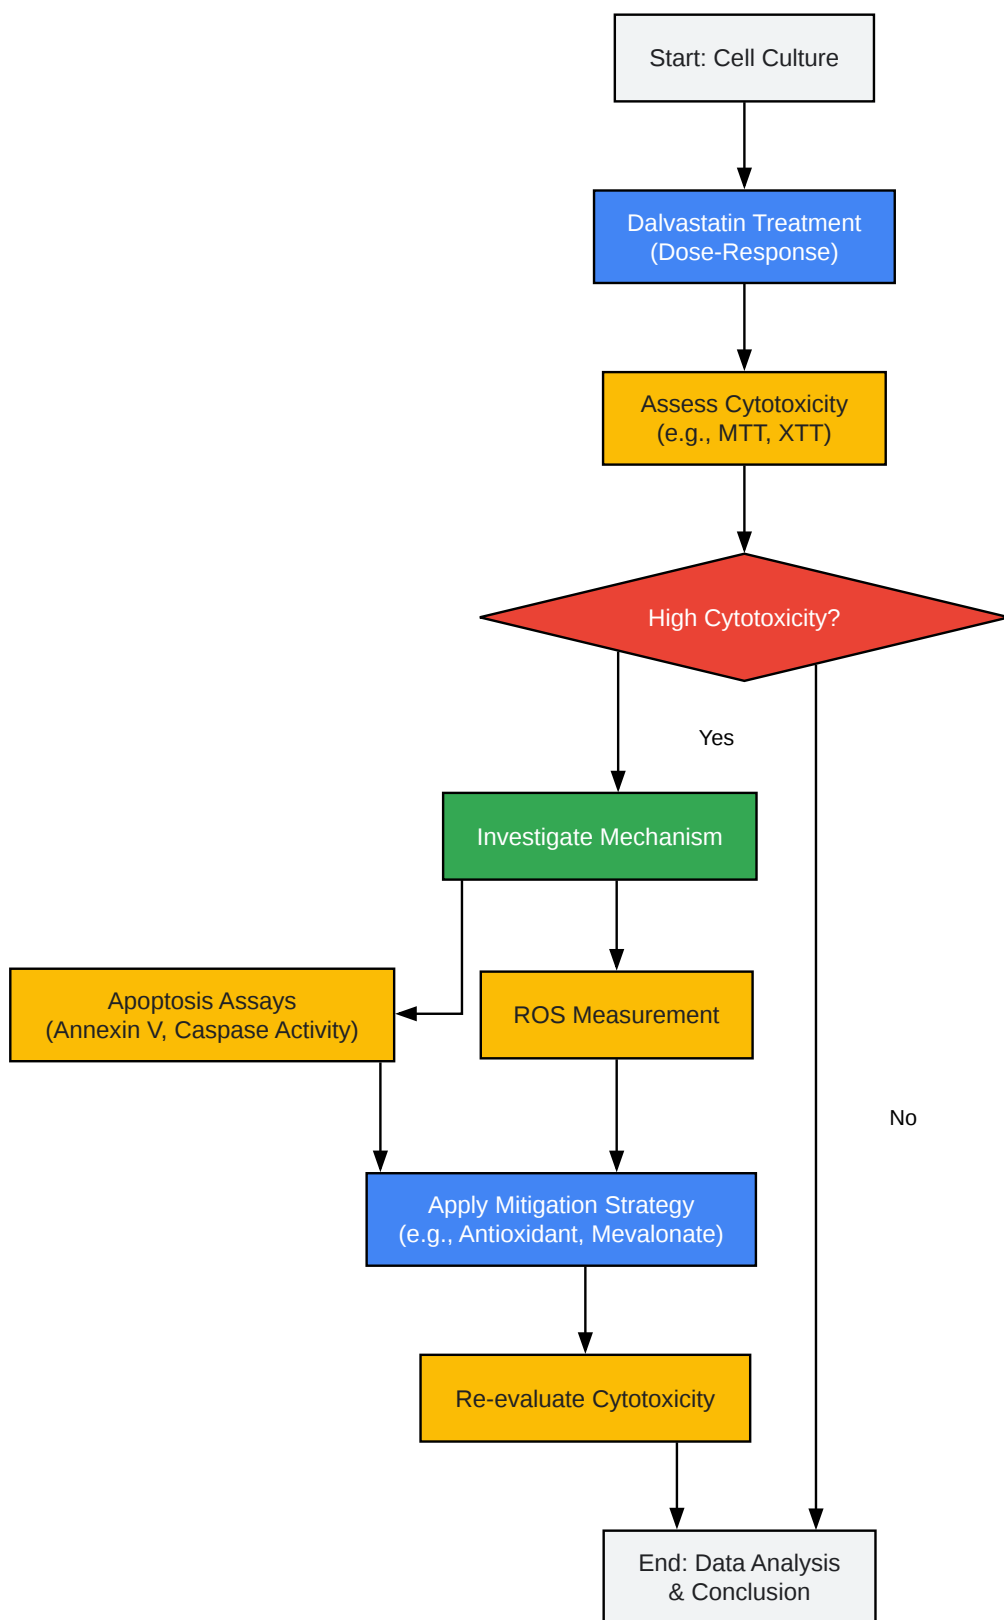 Start: Cell Culture
Dalvastatin Treatment
(Dose-Response)
Assess Cytotoxicity
(e.g., MTT, XTT)
High Cytotoxicity?
Yes
Investigate Mechanism
Apoptosis Assays
(Annexin V, Caspase Activity)
ROS Measurement
No
Apply Mitigation Strategy
(e.g., Antioxidant, Mevalonate)
Re-evaluate Cytotoxicity
End: Data Analysis
& Conclusion